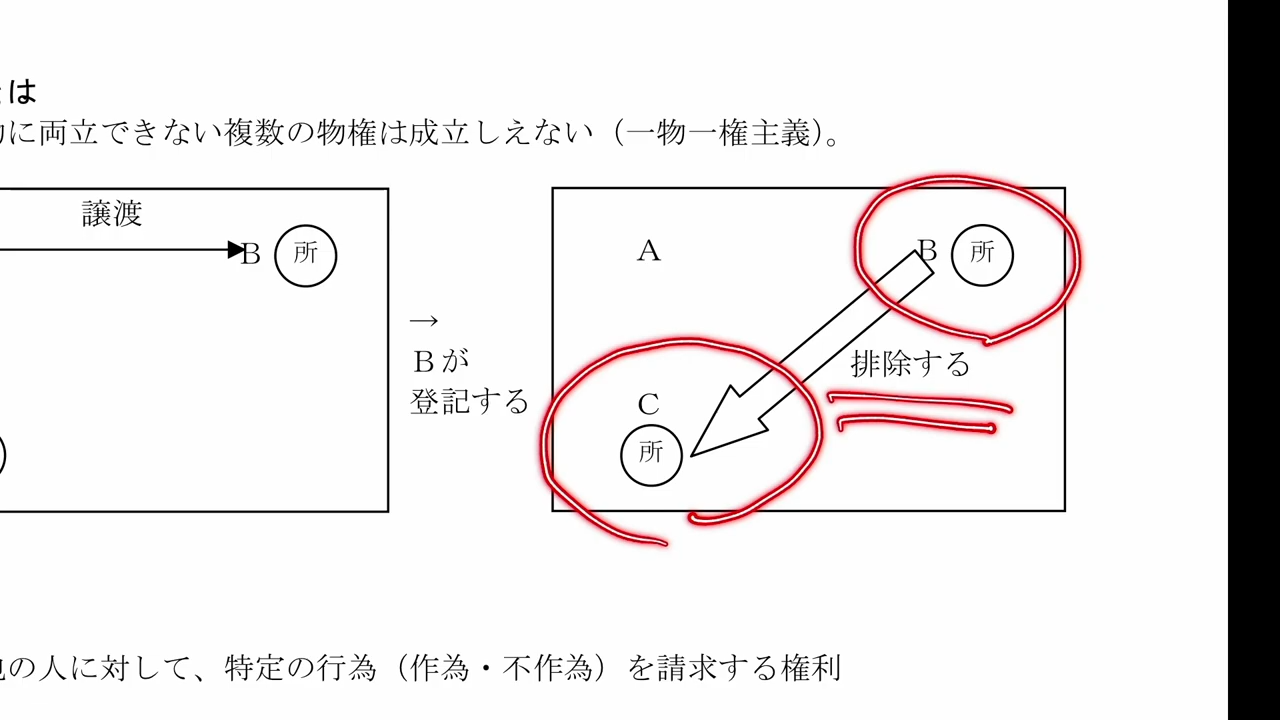 は
に両立できない複数の物権は成立しえない（一物一権主義）。
譲渡
B 所
→
Ｂが
登記する
A
B 所
排除する
C
所
の人に対して、特定の行為（作為・不作為）を請求する権利